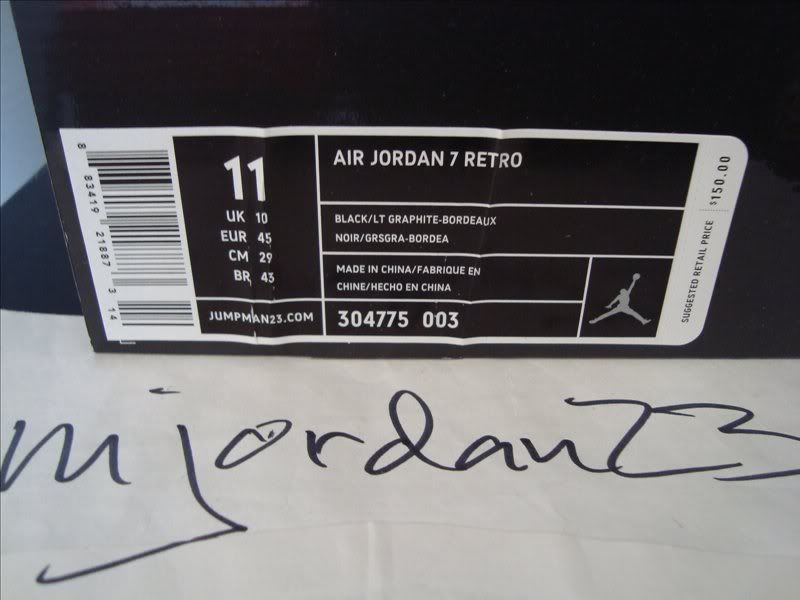 8 83419 21887 3 14
11
UK 10
EUR 45
CM 29
BR 43
JUMPMAN23.COM
AIR JORDAN 7 RETRO
BLACK/LT GRAPHITE-BORDEAUX
NOIR/GRSGRA-BORDEA
MADE IN CHINA/FABRIQUE EN
CHINE/HECHO EN CHINA
304775 003
SUGGESTED RETAIL PRICE $150.00
mjordan23